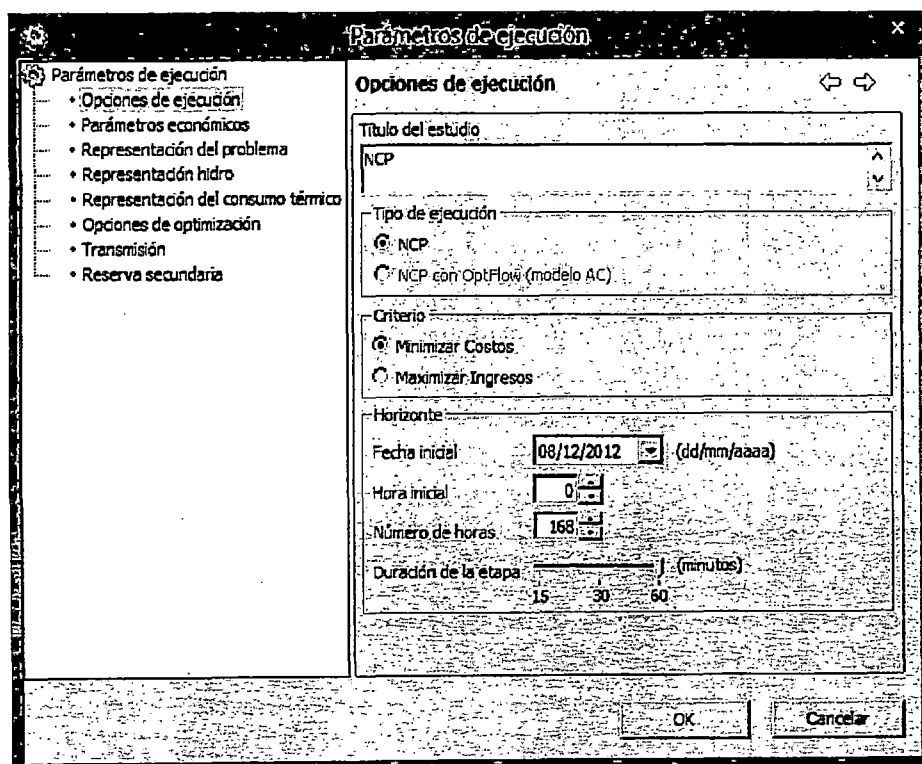 Parámetros de ejecución
Parámetros de ejecución
• Opciones de ejecución
• Parámetros económicos
• Representación del problema
• Representación hidro
• Representación del consumo térmico
• Opciones de optimización
• Transmisión
• Reserva secundaria
Opciones de ejecución
Título del estudio
NCP
Tipo de ejecución
NCP
NCP con OptFlow (modelo AC)
Criterio
Minimizar Costos
Maximizar Ingresos
Horizonte
Fecha inicial 08/12/2012 (dd/mm/aaaa)
Hora inicial 0
Número de horas 168
Duración de la etapa (minutos)
15 30 60
OK Cancelar